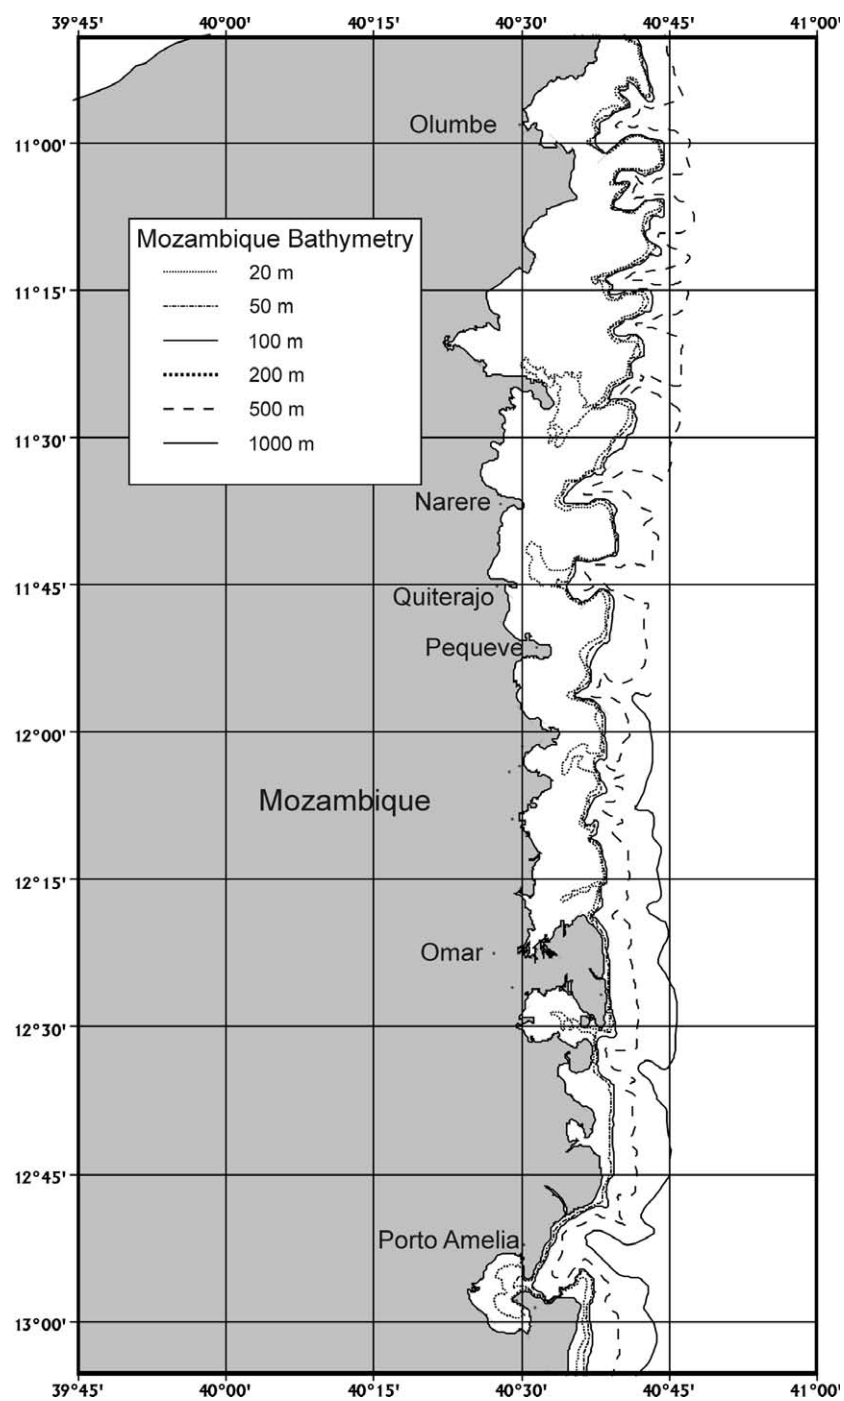 39°45' 40°00' 40°15' 40°30' 40°45' 41°00'
Olumbe
11°00'
Mozambique Bathymetry
20 m
50 m
11°15'
100 m
200 m
500 m
1000 m
11°30'
Narere
11°45'
Quiterajo
Pequeve
12°00'
Mozambique
12°15'
Omar
12°30'
12°45'
Porto Amelia
13°00'
39°45' 40°00' 40°15' 40°30' 40°45' 41°00'